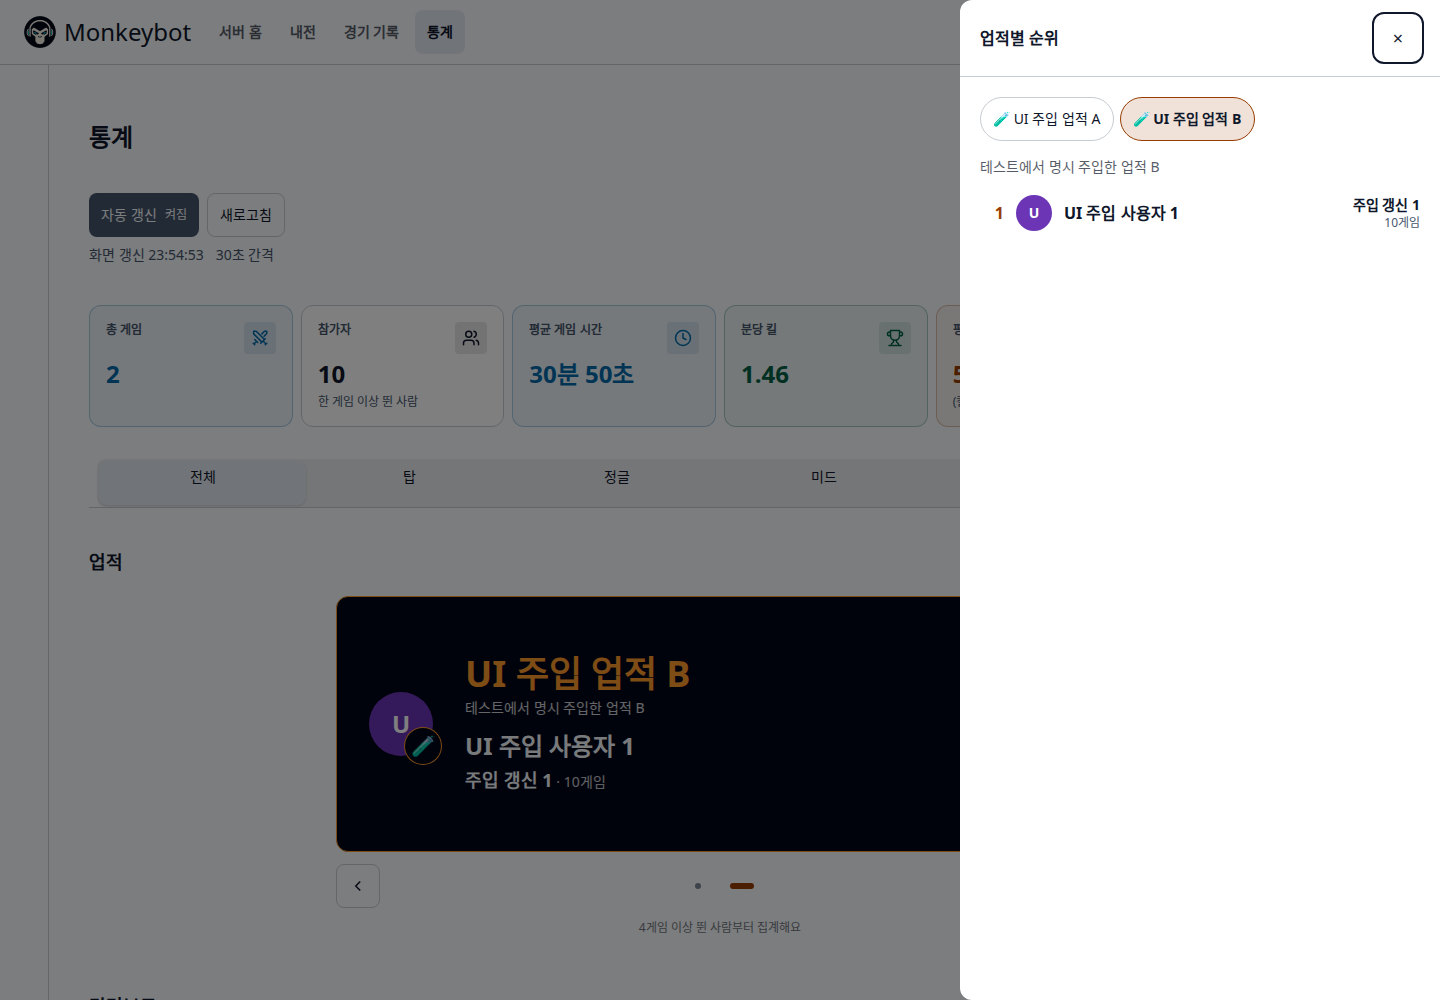 Monkeybot 서버 홈 내전 경기 기록 통계
통계
자동 갱신 켜짐 새로고침
화면 갱신 23:54:53 30초 간격
총 게임
2
참가자
10
한 게임 이상 뛴 사람
평균 게임 시간
30분 50초
분당 킬
1.46
전체 탑 정글 미드
업적
UI 주입 업적 B
테스트에서 명시 주입한 업적 B
U
UI 주입 사용자 1
주입 갱신 1 · 10게임
4게임 이상 뛴 사람부터 집계해요
업적별 순위
×
UI 주입 업적 A UI 주입 업적 B
테스트에서 명시 주입한 업적 B
1 U UI 주입 사용자 1 주입 갱신 1
10게임